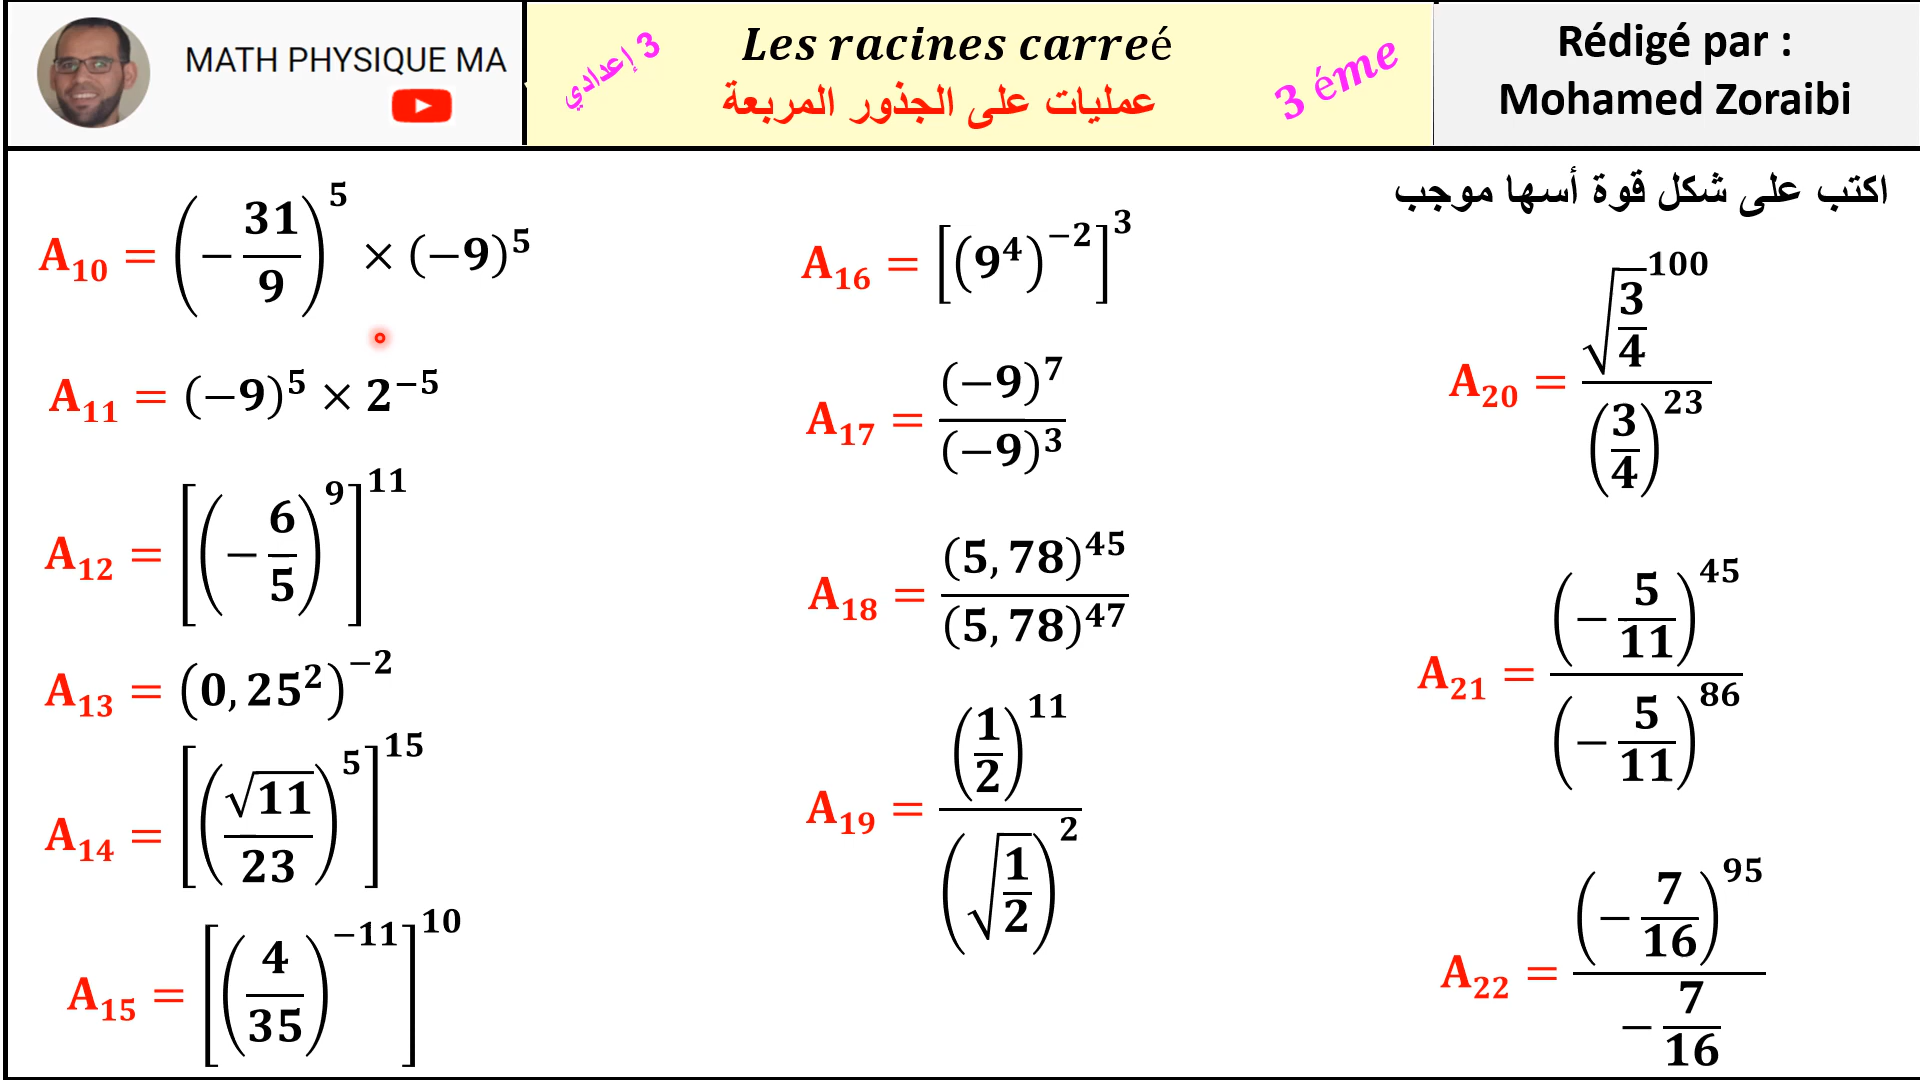 MATH PHYSIQUE MA
3 إعدادي
Les racines carreé
عمليات على الجذور المربعة
3 éme
Rédigé par :
Mohamed Zoraibi
اكتب على شكل قوة أسها موجب
A₁₀ = (−31/9)⁵ × (−9)⁵
A₁₁ = (−9)⁵ × 2⁻⁵
A₁₂ = [(−6/5)⁹]¹¹
A₁₃ = (0,25²)⁻²
A₁₄ = [(√11/23)⁵]¹⁵
A₁₅ = [(4/35)⁻¹¹]¹⁰
A₁₆ = [(9⁴)⁻²]³
A₁₇ = (−9)⁷/(−9)³
A₁₈ = (5,78)⁴⁵/(5,78)⁴⁷
A₁₉ = (1/2)¹¹/(√(1/2))²
A₂₀ = √(3/4)¹⁰⁰/(3/4)²³
A₂₁ = (−5/11)⁴⁵/(−5/11)⁸⁶
A₂₂ = (−7/16)⁹⁵/−7/16